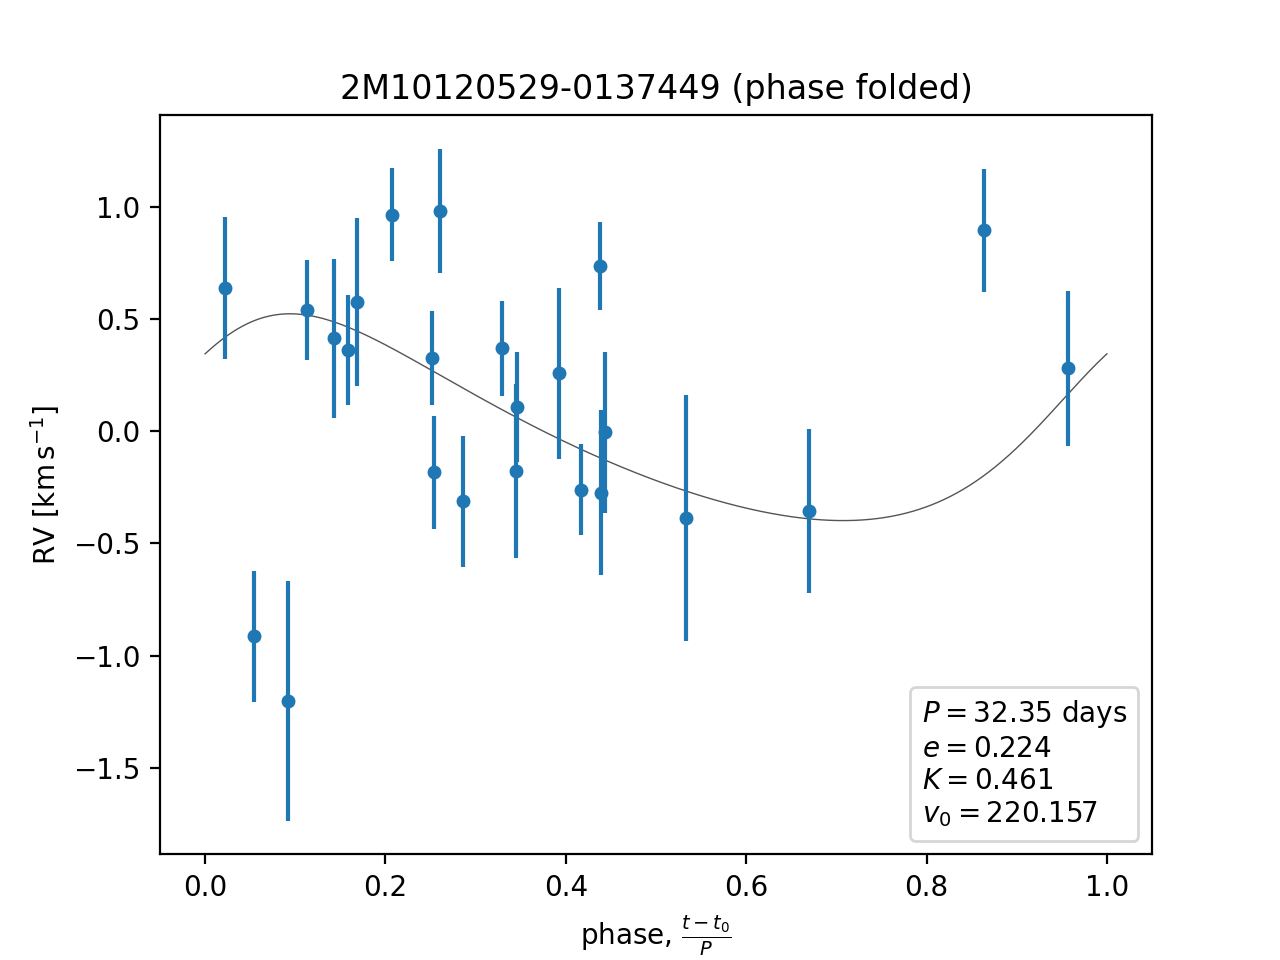 2M10120529-0137449 (phase folded)
1.0
0.5
0.0
−0.5
−1.0
−1.5
RV [km s⁻¹]
P = 32.35 days
e = 0.224
K = 0.461
v₀ = 220.157
0.0 0.2 0.4 0.6 0.8 1.0
phase, (t − t₀)/P